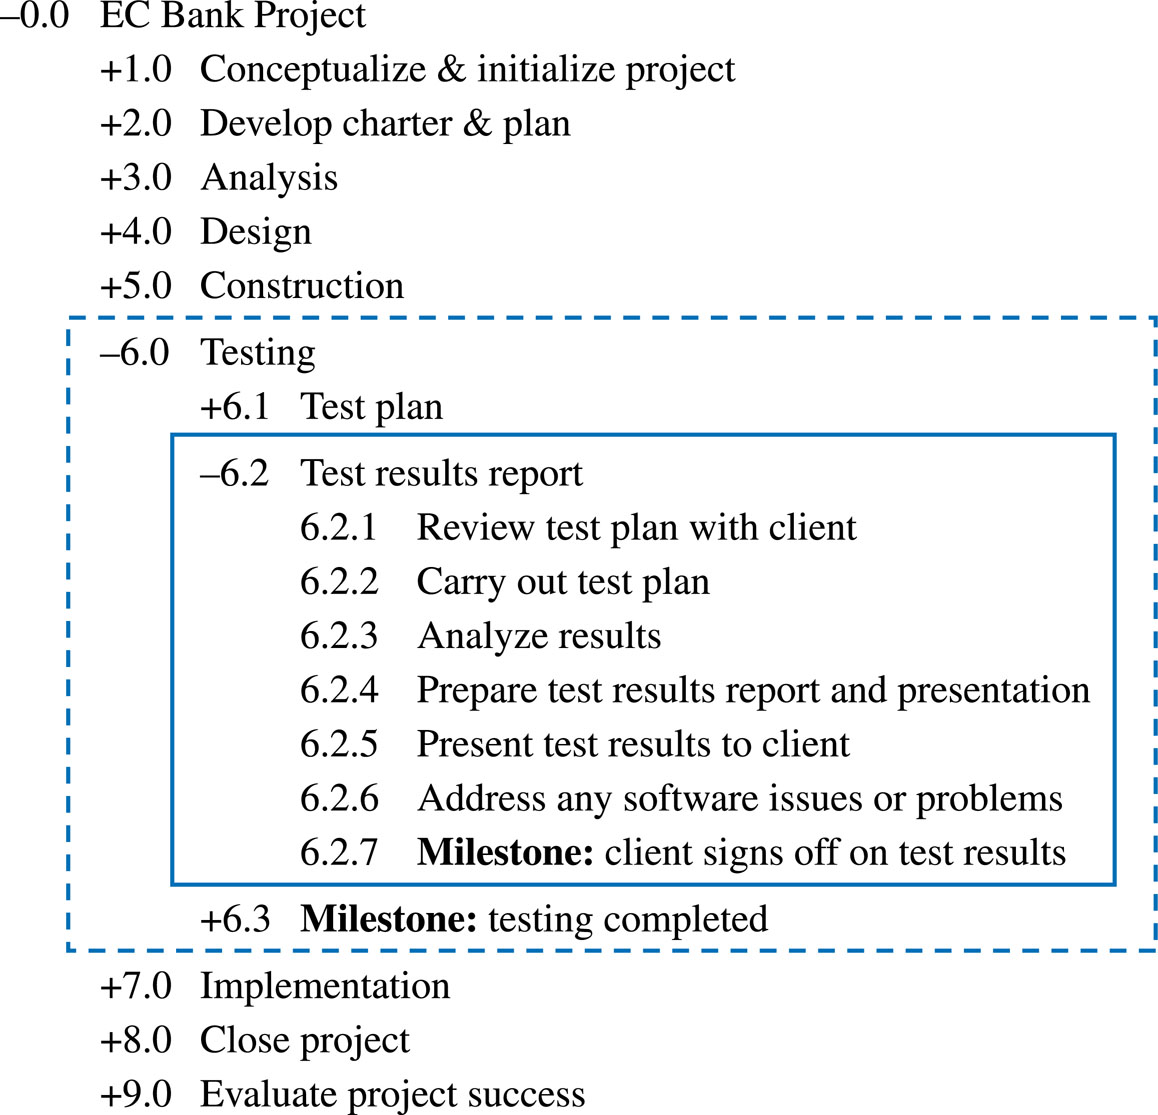 –0.0 EC Bank Project
+1.0 Conceptualize & initialize project
+2.0 Develop charter & plan
+3.0 Analysis
+4.0 Design
+5.0 Construction
–6.0 Testing
+6.1 Test plan
–6.2 Test results report
6.2.1 Review test plan with client
6.2.2 Carry out test plan
6.2.3 Analyze results
6.2.4 Prepare test results report and presentation
6.2.5 Present test results to client
6.2.6 Address any software issues or problems
6.2.7 Milestone: client signs off on test results
+6.3 Milestone: testing completed
+7.0 Implementation
+8.0 Close project
+9.0 Evaluate project success